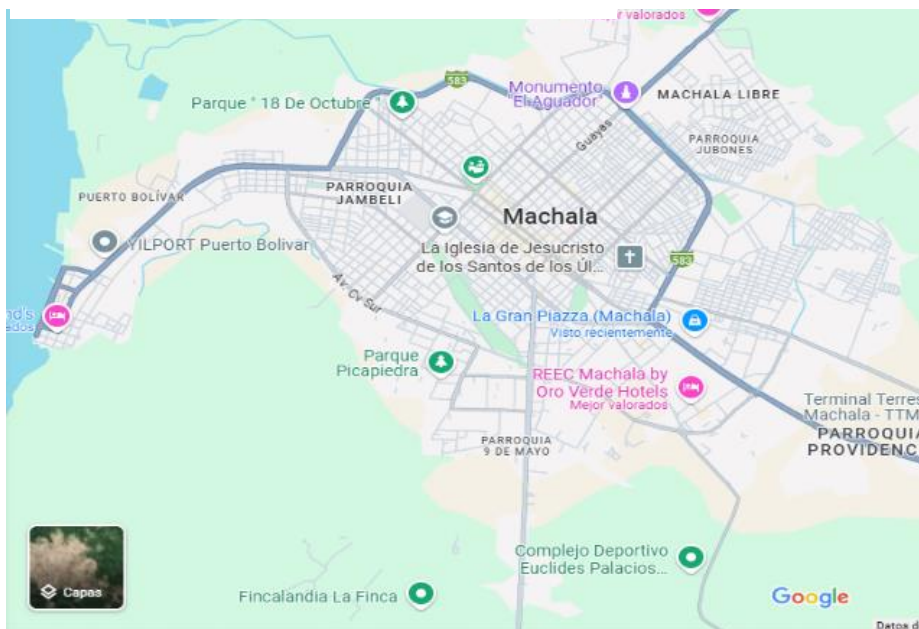 r valorados
583
Monumento
"El Aguador"
MACHALA LIBRE
Parque " 18 De Octubre "
Guayas
PARROQUIA
JUBONES
PARROQUIA
JAMBELI
PUERTO BOLÍVAR
Machala
YILPORT Puerto Bolivar
La Iglesia de Jesucristo
de los Santos de los Úl...
583
Av. Cv Sur
nd's
edos
La Gran Piazza (Machala)
Visto recientemente
Parque
Picapiedra
REEC Machala by
Oro Verde Hotels
Mejor valorados
Terminal Terres
Machala - TTM
PARROQUIA
PROVIDENC
PARROQUIA
9 DE MAYO
Complejo Deportivo
Euclides Palacios...
Capas
Fincalandia La Finca
Google
Datos d